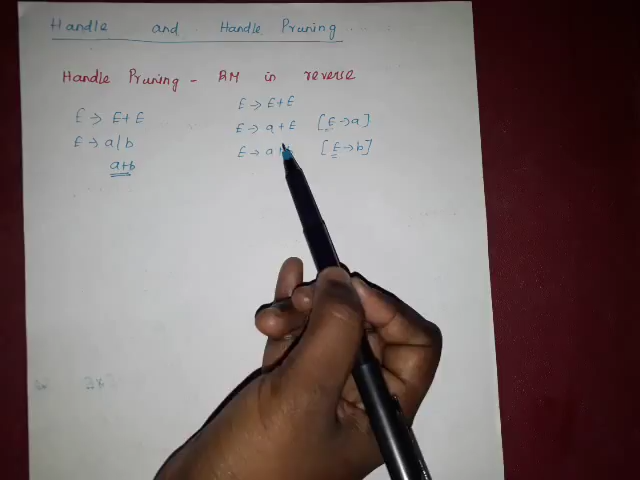 Handle and Handle Pruning
Handle Pruning - RM in reverse
E → E+E
E → a|b
a+b
E → E+E
E → a+E [E→a]
E → a [E→b]